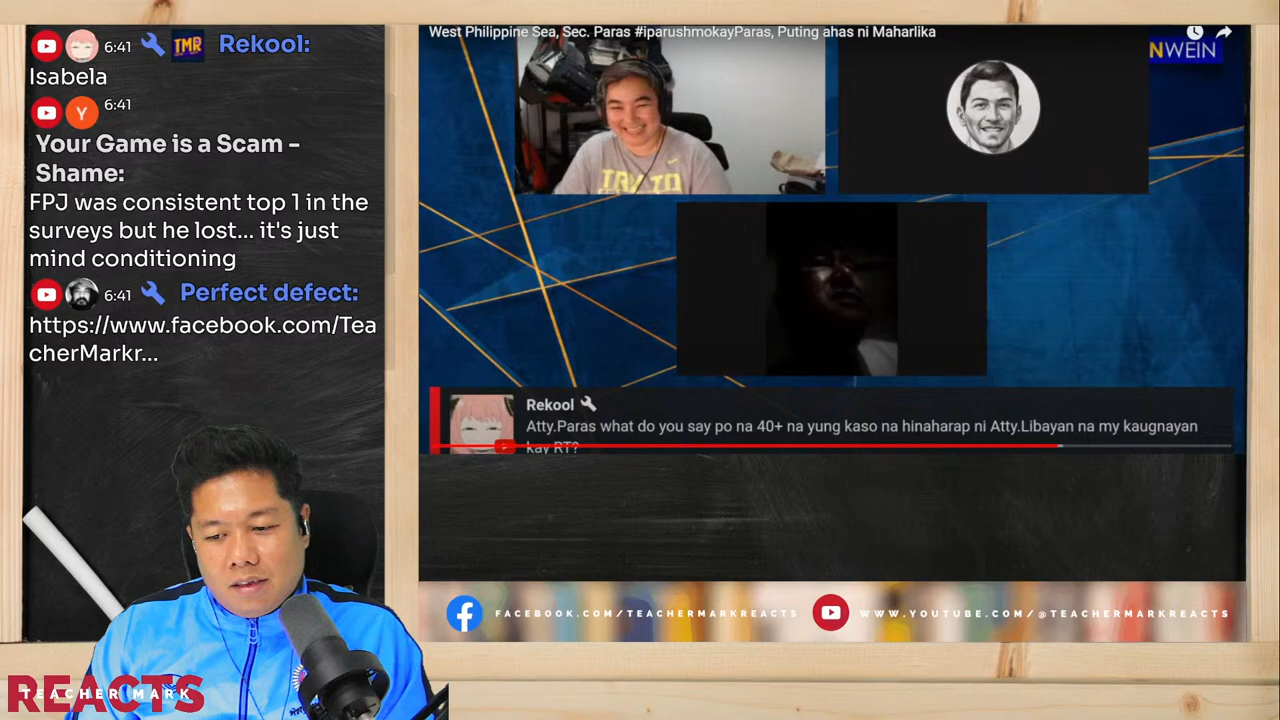 6:41
TMR
Rekool:
Isabela
Y
6:41
Your Game is a Scam -
Shame:
FPJ was consistent top 1 in the
surveys but he lost... it's just
mind conditioning
6:41
Perfect defect:
https://www.facebook.com/Tea
cherMarkr...
TEACHER MARK
REACTS
West Philippine Sea, Sec. Paras #iparushmokayParas, Puting ahas ni Maharlika
NWEIN
Rekool
Atty.Paras what do you say po na 40+ na yung kaso na hinaharap ni Atty.Libayan na my kaugnayan
kay RT?
FACEBOOK.COM/TEACHERMARKREACTS
WWW.YOUTUBE.COM/@TEACHERMARKREACTS